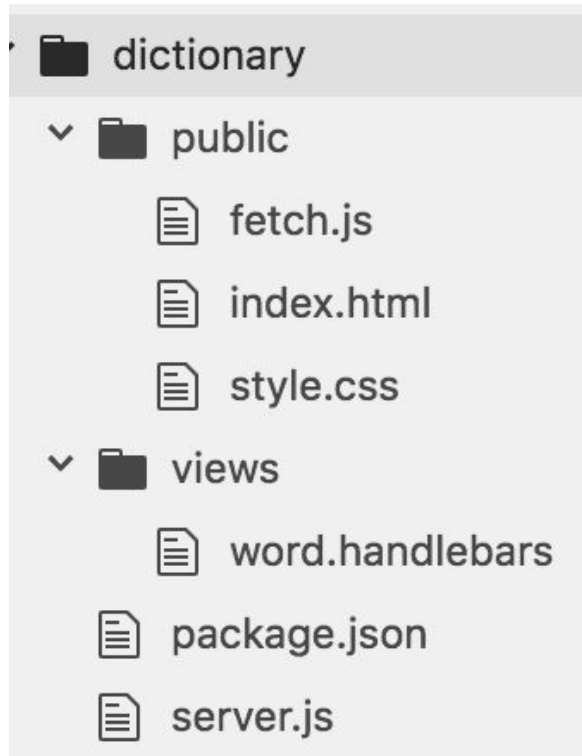 dictionary
public
fetch.js
index.html
style.css
views
word.handlebars
package.json
server.js